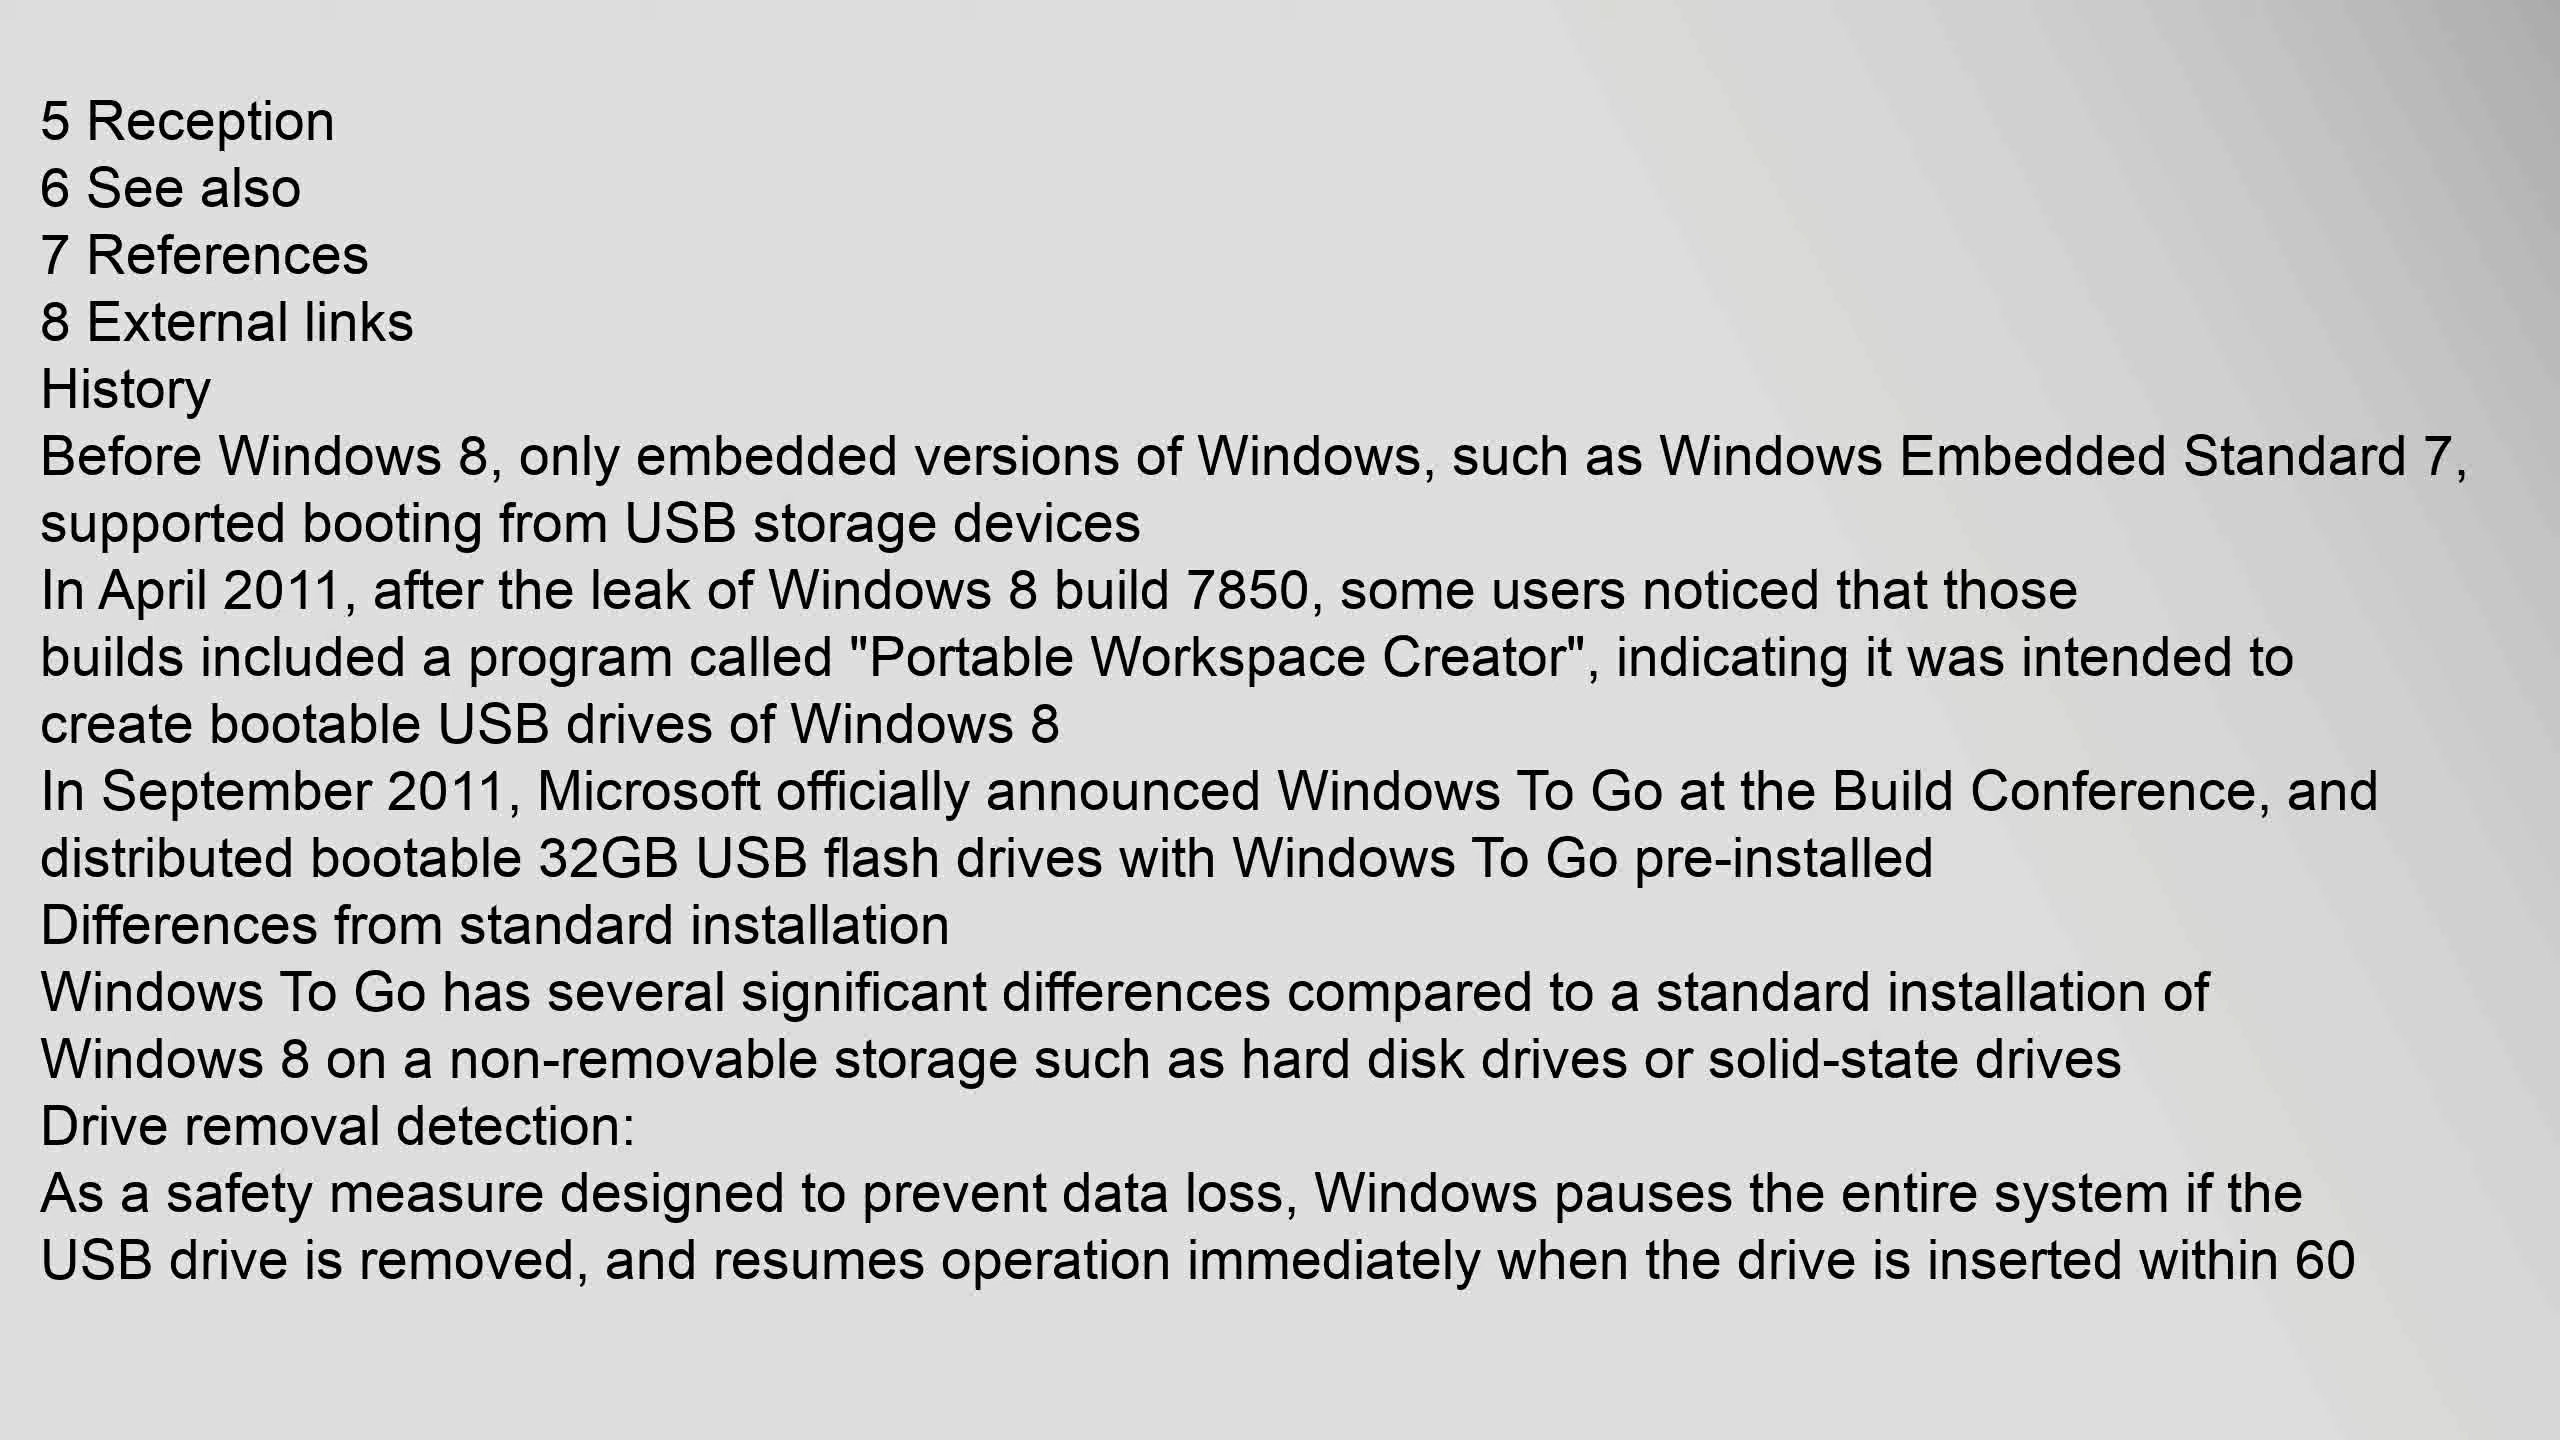 5 Reception
6 See also
7 References
8 External links
History
Before Windows 8, only embedded versions of Windows, such as Windows Embedded Standard 7,
supported booting from USB storage devices
In April 2011, after the leak of Windows 8 build 7850, some users noticed that those
builds included a program called "Portable Workspace Creator", indicating it was intended to
create bootable USB drives of Windows 8
In September 2011, Microsoft officially announced Windows To Go at the Build Conference, and
distributed bootable 32GB USB flash drives with Windows To Go pre-installed
Differences from standard installation
Windows To Go has several significant differences compared to a standard installation of
Windows 8 on a non-removable storage such as hard disk drives or solid-state drives
Drive removal detection:
As a safety measure designed to prevent data loss, Windows pauses the entire system if the
USB drive is removed, and resumes operation immediately when the drive is inserted within 60